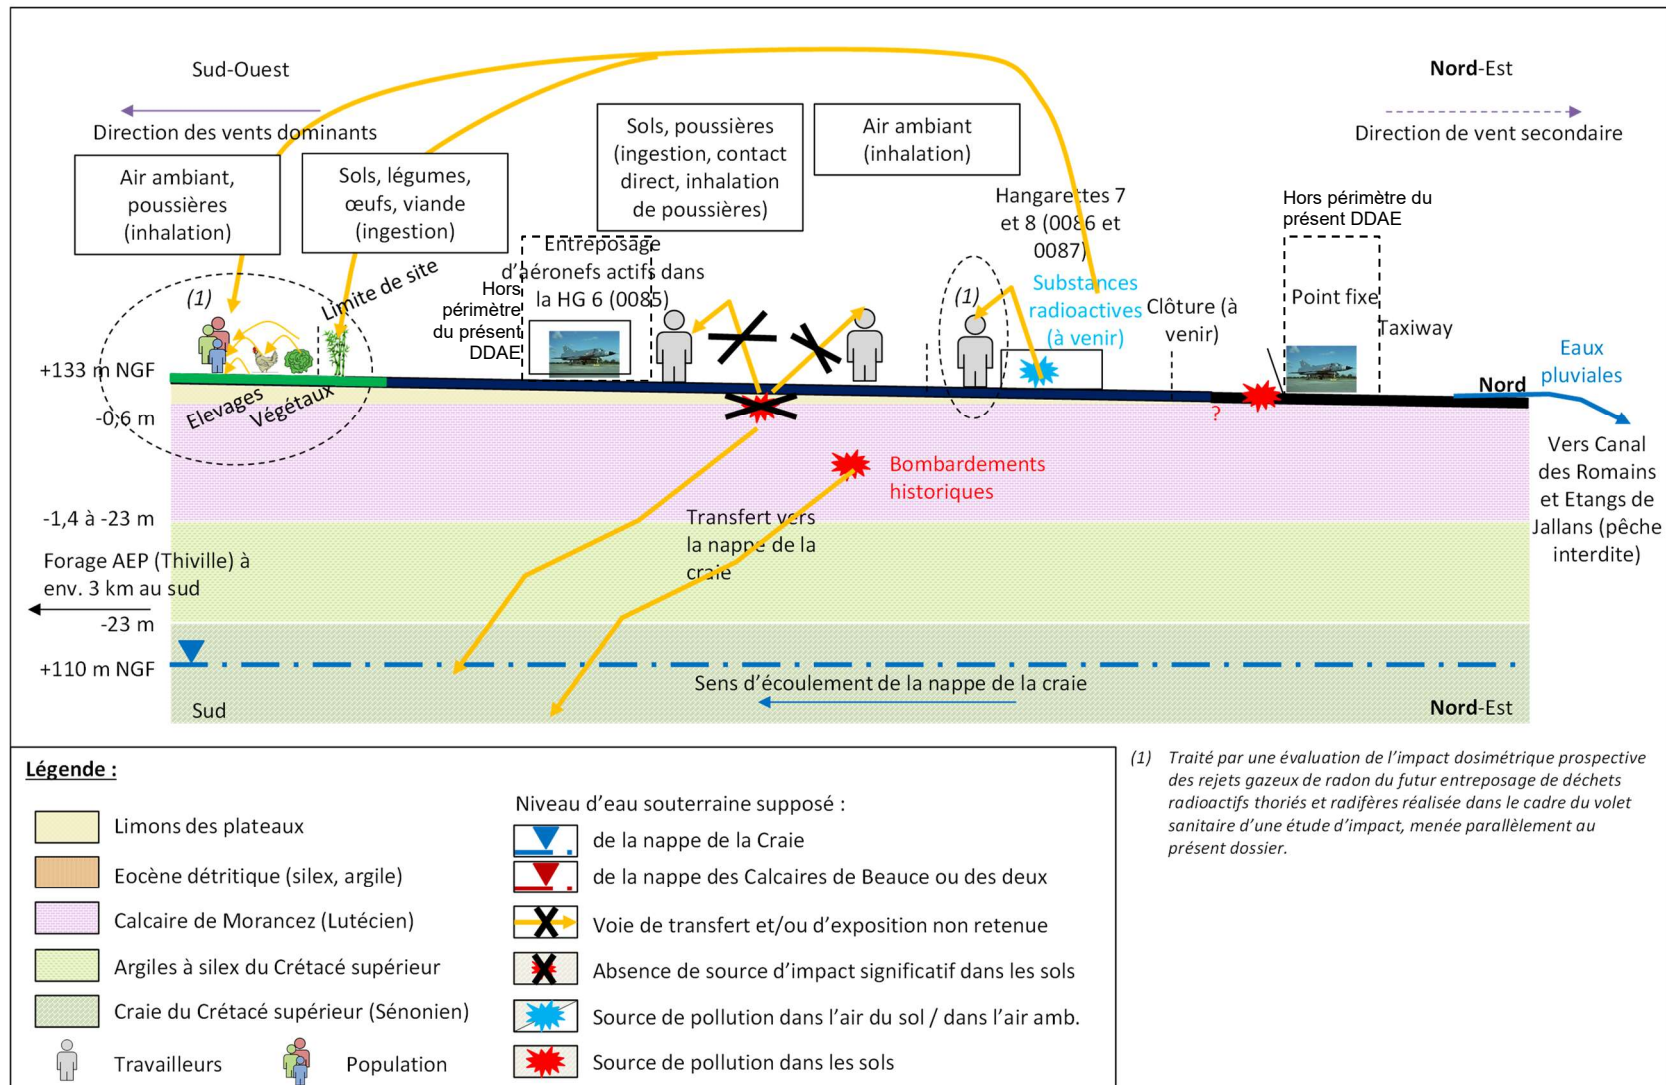 Sud-Ouest
Nord-Est
Direction des vents dominants
Direction de vent secondaire
Air ambiant,
poussières
(inhalation)
Sols, légumes,
œufs, viande
(ingestion)
Sols, poussières
(ingestion, contact
direct, inhalation
de poussières)
Air ambiant
(inhalation)
Hangarettes 7
et 8 (0086 et
0087)
Substances
radioactives
(à venir)
Hors périmètre du
présent DDAE
Entreposage
d'aéronefs actifs dans
la HG 6 (0085)
Hors
périmètre
du présent
DDAE
(1)
Limite de site
(1)
Clôture (à
venir)
Point fixe
Taxiway
Eaux
pluviales
+133 m NGF
Elevages
Végétaux
Nord
-0,6 m
?
Vers Canal
des Romains
et Etangs de
Jallans (pêche
interdite)
Bombardements
historiques
-1,4 à -23 m
Transfert vers
la nappe de la
craie
Forage AEP (Thiville) à
env. 3 km au sud
-23 m
+110 m NGF
Sens d'écoulement de la nappe de la craie
Sud
Nord-Est
Légende :
Limons des plateaux
Eocène détritique (silex, argile)
Calcaire de Morancez (Lutécien)
Argiles à silex du Crétacé supérieur
Craie du Crétacé supérieur (Sénonien)
Travailleurs
Population
Niveau d'eau souterraine supposé :
de la nappe de la Craie
de la nappe des Calcaires de Beauce ou des deux
Voie de transfert et/ou d'exposition non retenue
Absence de source d'impact significatif dans les sols
Source de pollution dans l'air du sol / dans l'air amb.
Source de pollution dans les sols
(1) Traité par une évaluation de l'impact dosimétrique prospective
des rejets gazeux de radon du futur entreposage de déchets
radioactifs thoriés et radifères réalisée dans le cadre du volet
sanitaire d'une étude d'impact, menée parallèlement au
présent dossier.